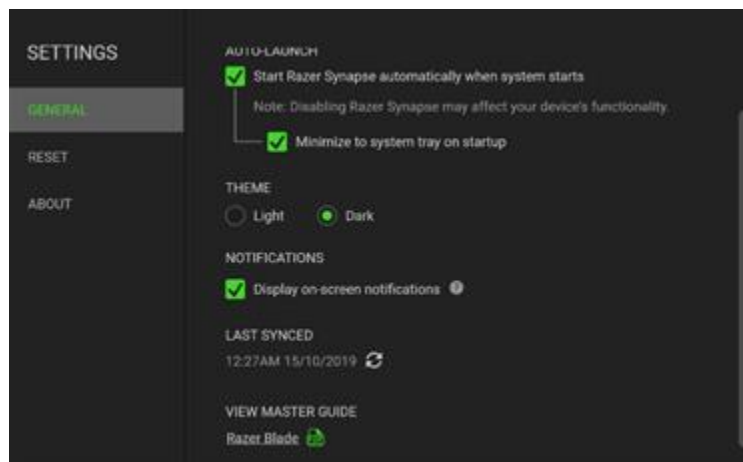 SETTINGS
GENERAL
RESET
ABOUT
AUTO-LAUNCH
Start Razer Synapse automatically when system starts
Note: Disabling Razer Synapse may affect your device's functionality.
Minimize to system tray on startup
THEME
Light
Dark
NOTIFICATIONS
Display on-screen notifications ?
LAST SYNCED
12:27AM 15/10/2019
VIEW MASTER GUIDE
Razer Blade